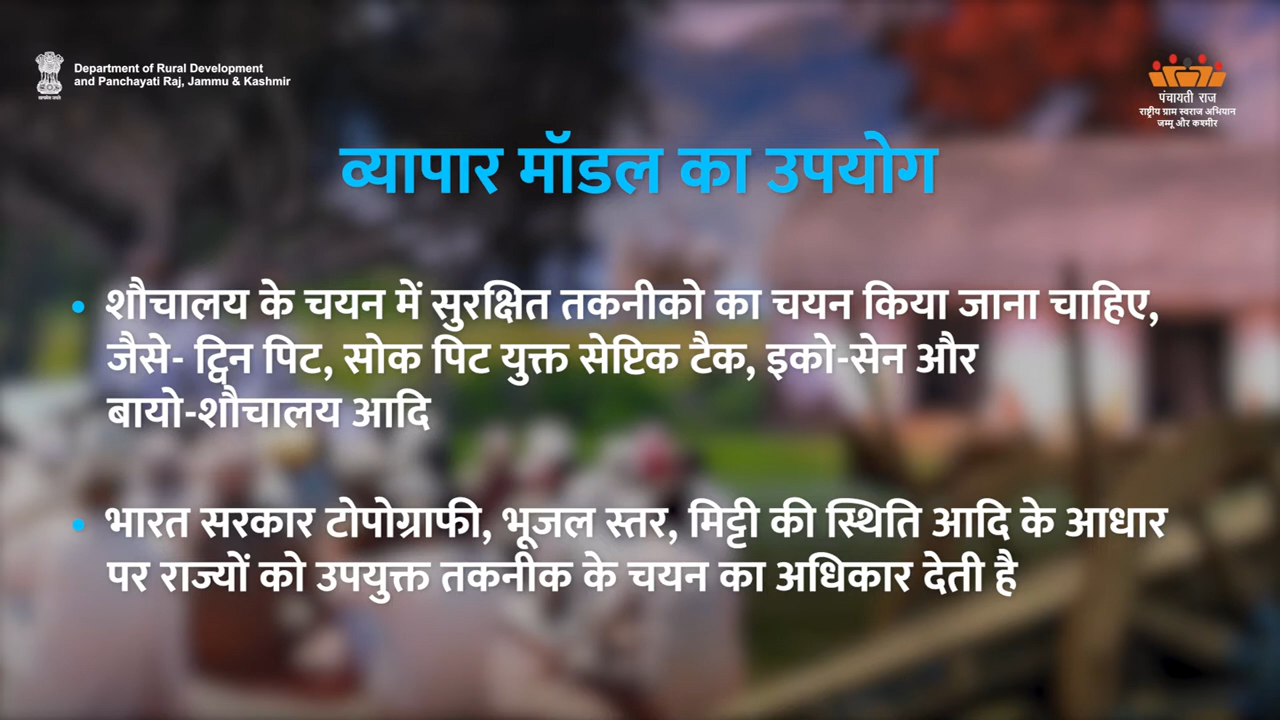 Department of Rural Development
and Panchayati Raj, Jammu & Kashmir
पंचायती राज
राष्ट्रीय ग्राम स्वराज अभियान
जम्मू और कश्मीर
व्यापार मॉडल का उपयोग
• शौचालय के चयन में सुरक्षित तकनीको का चयन किया जाना चाहिए,
जैसे- ट्विन पिट, सोक पिट युक्त सेप्टिक टैक, इको-सेन और
बायो-शौचालय आदि
• भारत सरकार टोपोग्राफी, भूजल स्तर, मिट्टी की स्थिति आदि के आधार
पर राज्यों को उपयुक्त तकनीक के चयन का अधिकार देती है